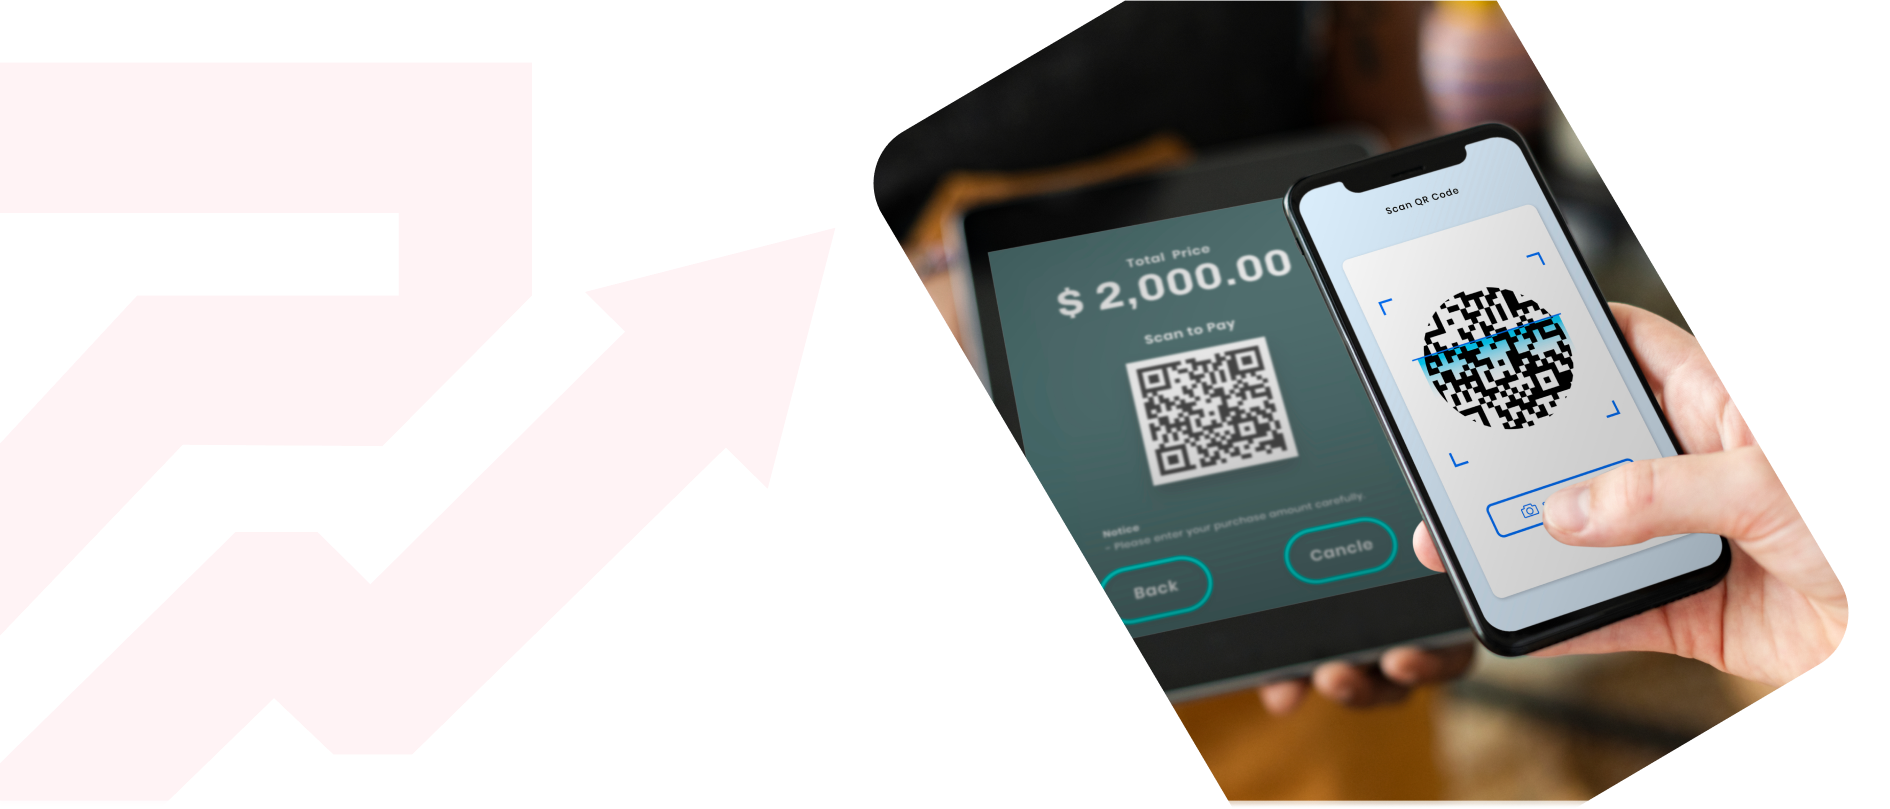 Total Price
$ 2,000.00
Scan to Pay
Notice
- Please enter your purchase amount carefully
Back
Cancle
Scan QR Code